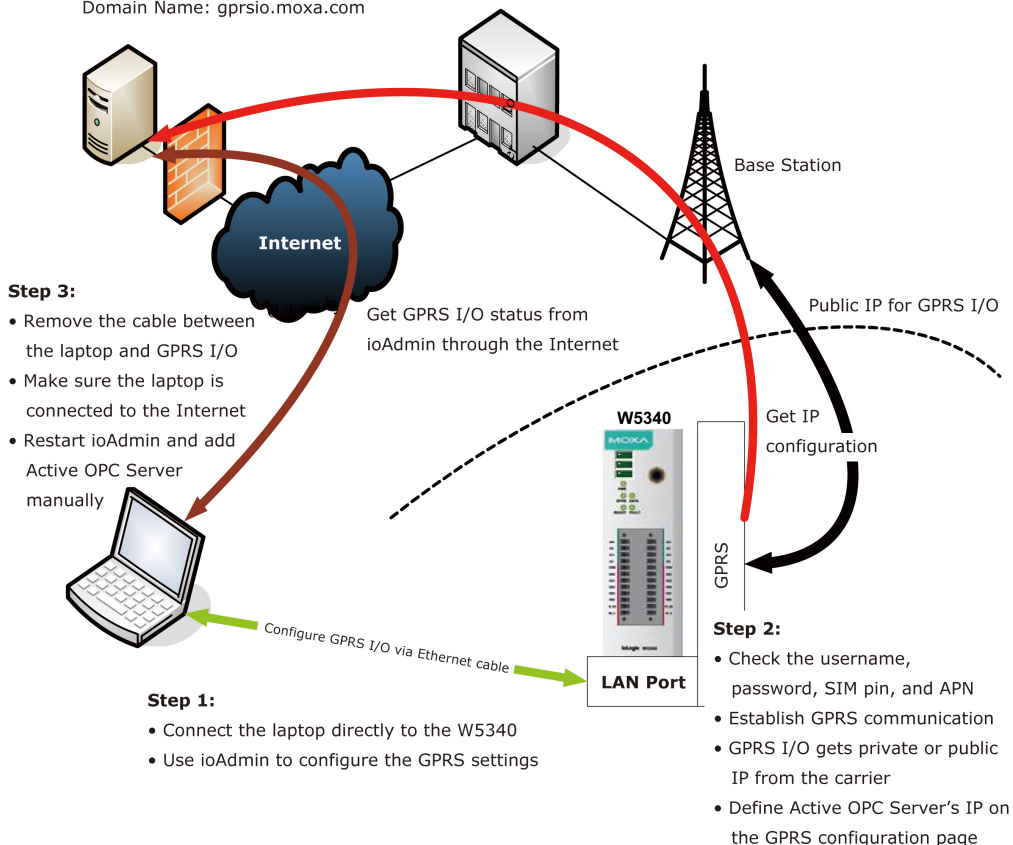 Domain Name: gprsio.moxa.com
Base Station
Internet
Step 3:
• Remove the cable between
the laptop and GPRS I/O
• Make sure the laptop is
connected to the Internet
• Restart ioAdmin and add
Active OPC Server
manually
Get GPRS I/O status from
ioAdmin through the Internet
Public IP for GPRS I/O
W5340
MOXA
Get IP
configuration
GPRS
Configure GPRS I/O via Ethernet cable
LAN Port
Step 1:
• Connect the laptop directly to the W5340
• Use ioAdmin to configure the GPRS settings
Step 2:
• Check the username,
password, SIM pin, and APN
• Establish GPRS communication
• GPRS I/O gets private or public
IP from the carrier
• Define Active OPC Server’s IP on
the GPRS configuration page